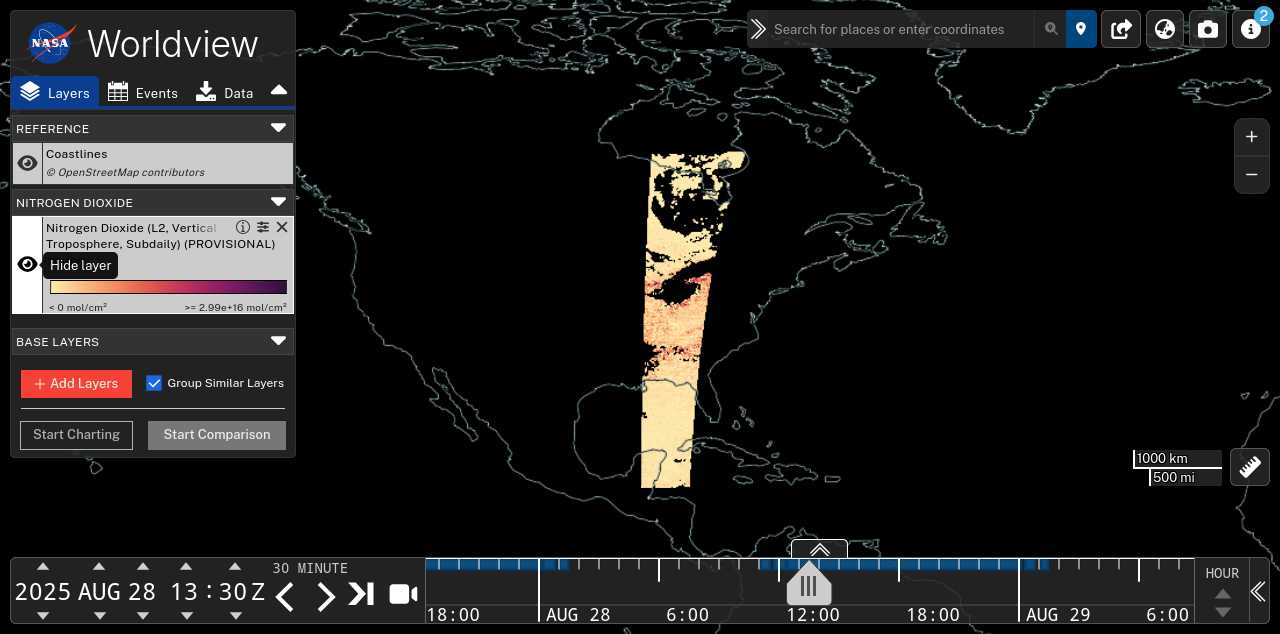 NASA
Worldview
Layers
Events
Data
REFERENCE
Coastlines
© OpenStreetMap contributors
NITROGEN DIOXIDE
Nitrogen Dioxide (L2, Vertical
Troposphere, Subdaily) (PROVISIONAL)
Hide layer
< 0 mol/cm²
>= 2.99e+16 mol/cm²
BASE LAYERS
+ Add Layers
Group Similar Layers
Start Charting
Start Comparison
Search for places or enter coordinates
2
+
−
1000 km
500 mi
2025 AUG 28 13 : 30 Z
30 MINUTE
18:00
AUG 28
6:00
12:00
18:00
AUG 29
6:00
HOUR